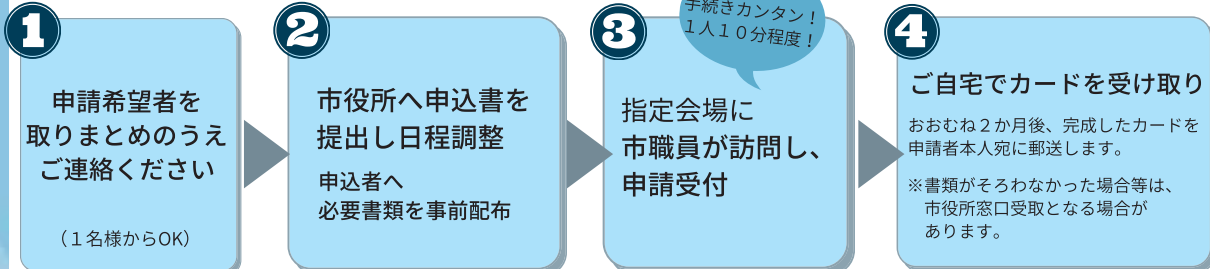 1
申請希望者を
取りまとめのうえ
ご連絡ください
（１名様からOK）
2
市役所へ申込書を
提出し日程調整
申込者へ
必要書類を事前配布
3
手続きカンタン！
１人１０分程度！
指定会場に
市職員が訪問し、
申請受付
4
ご自宅でカードを受け取り
おおむね２か月後、完成したカードを
申請者本人宛に郵送します。
※書類がそろわなかった場合等は、
市役所窓口受取となる場合が
あります。